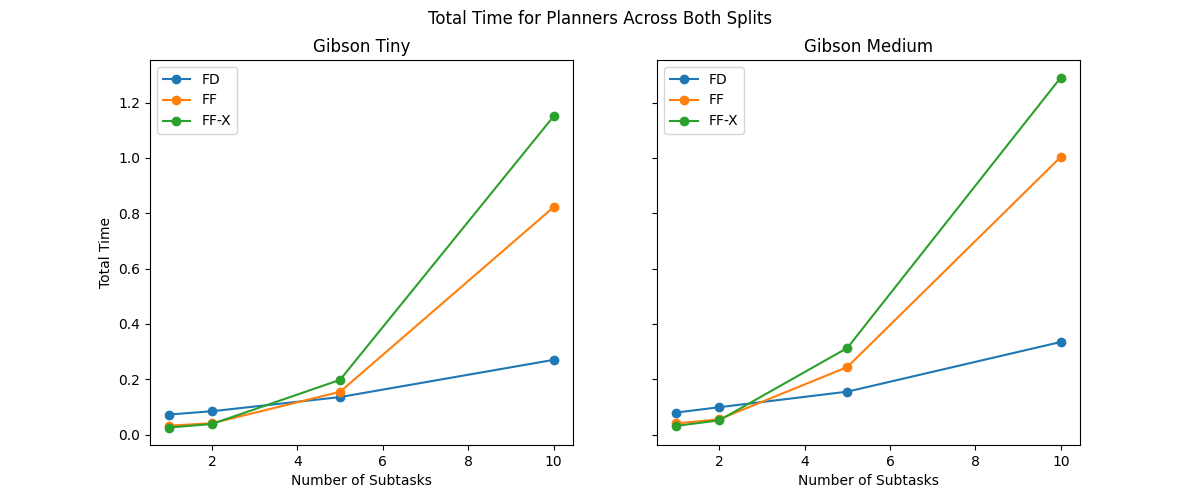 Total Time for Planners Across Both Splits
Gibson Tiny
FD
FF
FF-X
1.2
1.0
0.8
0.6
0.4
0.2
0.0
Total Time
2 4 6 8 10
Number of Subtasks
Gibson Medium
FD
FF
FF-X
2 4 6 8 10
Number of Subtasks